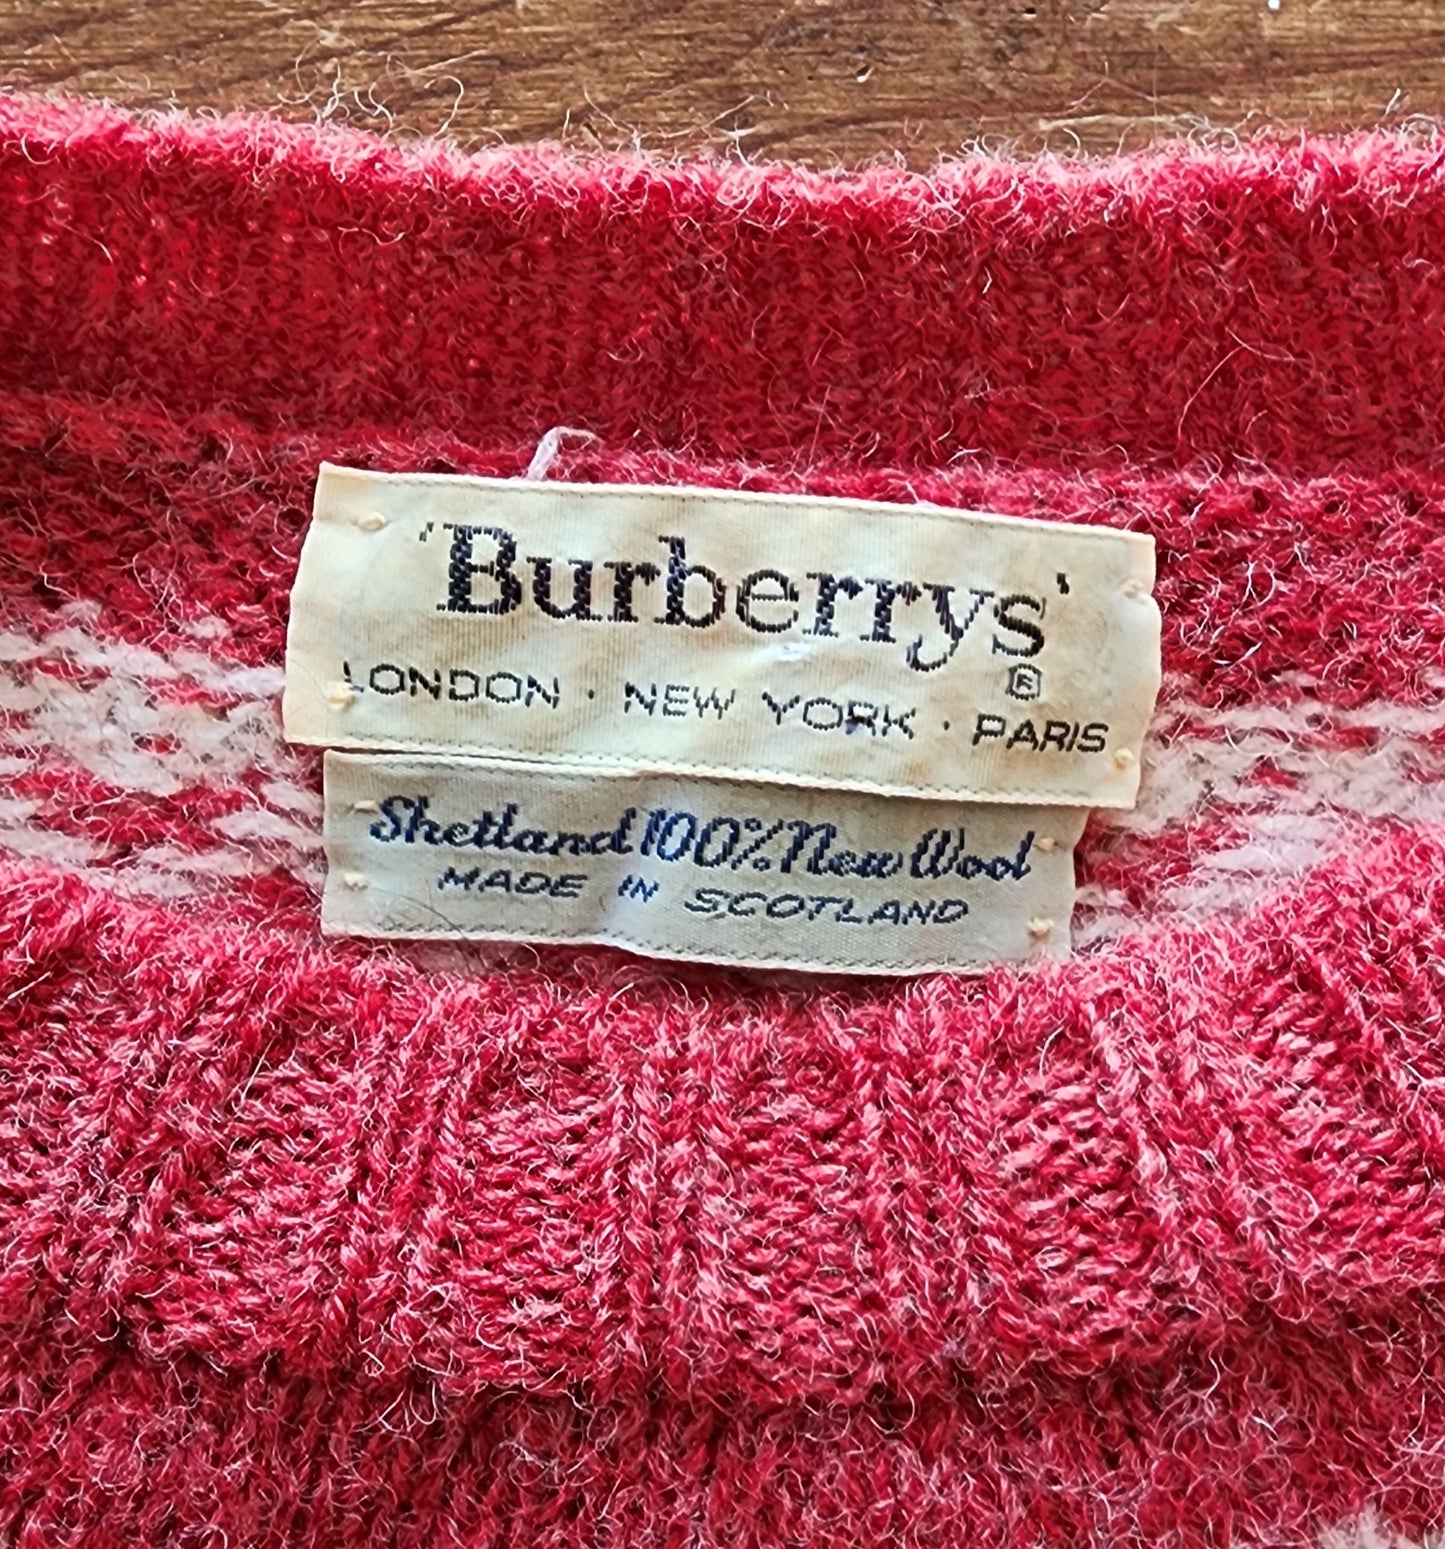 'Burberrys'
®
LONDON · NEW YORK · PARIS
Shetland 100% New Wool
MADE IN SCOTLAND